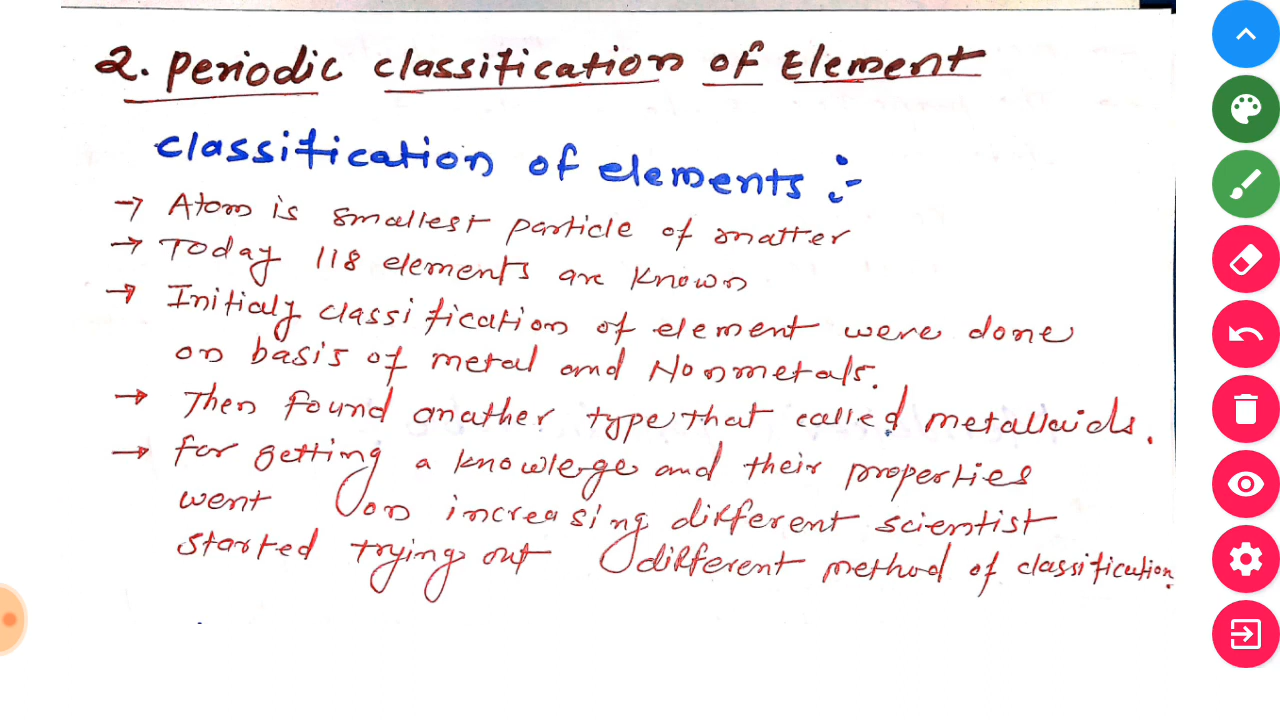 2. Periodic classification of Element
classification of elements :-
→ Atom is smallest particle of matter
→ Today 118 elements are known
→ Initialy classification of element were done
on basis of metal and Nonmetals.
→ Then found anather type that called metalloids.
→ for getting a knowlege and their properties
went on increasing different scientist
started trying out different method of classification.